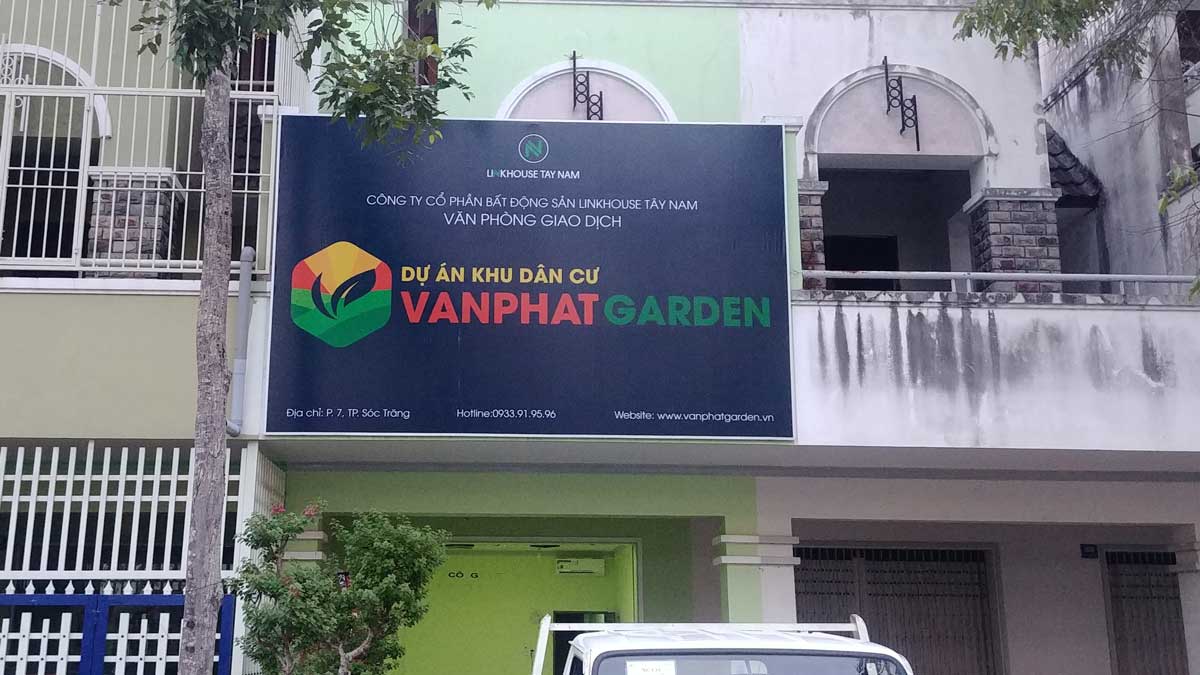 LINKHOUSE TAY NAM
CÔNG TY CỔ PHẦN BẤT ĐỘNG SẢN LINKHOUSE TÂY NAM
VĂN PHÒNG GIAO DỊCH
DỰ ÁN KHU DÂN CƯ
VANPHAT GARDEN
Địa chỉ: P. 7, TP. Sóc Trăng
Hotline:0933.91.95.96
Website: www.vanphatgarden.vn
CÔ G